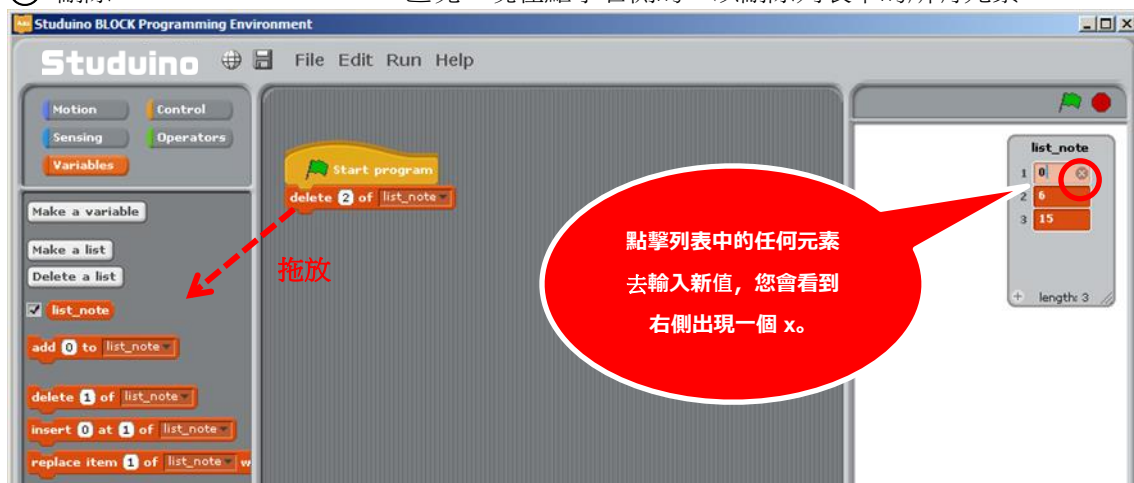 Studuino BLOCK Programming Environment
Studuino File Edit Run Help
Motion Control
Sensing Operators
Variables
Make a variable
Make a list
Delete a list
list_note
add 0 to list_note
delete 1 of list_note
insert 0 at 1 of list_note
replace item 1 of list_note w
Start program
delete 2 of list_note
拖放
點擊列表中的任何元素
去輸入新值，您會看到
右側出現一個 x。
list_note
1 0
2 6
3 15
+ length: 3